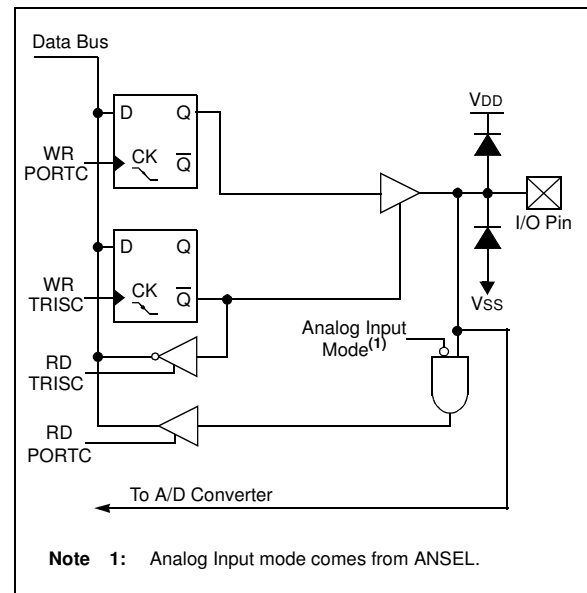 Data Bus
D Q
WR
PORTC
CK
Q
VDD
I/O Pin
D Q
WR
TRISC
CK
Q
VSS
Analog Input
Mode(1)
RD
TRISC
RD
PORTC
To A/D Converter
Note 1: Analog Input mode comes from ANSEL.